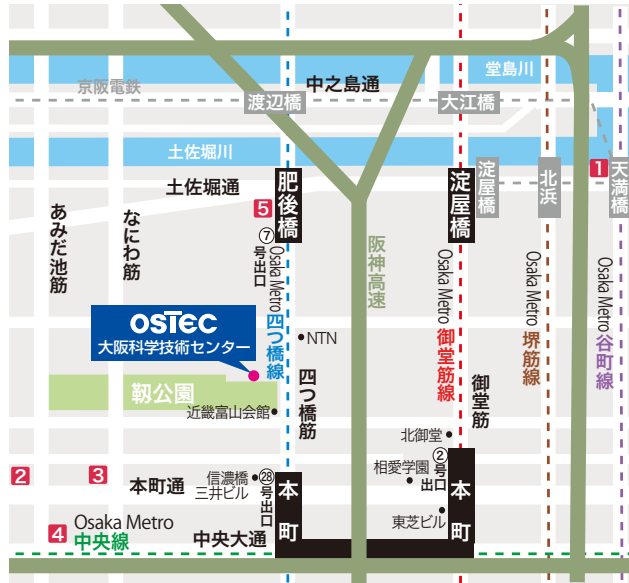 堂島川
京阪電鉄
中之島通
渡辺橋
大江橋
土佐堀川
土佐堀通
肥後橋
淀屋橋
淀屋橋
北浜
1
天満橋
5
あみだ池筋
なにわ筋
⑦号出口
Osaka Metro 四つ橋線
阪神高速
Osaka Metro 御堂筋線
Osaka Metro 堺筋線
Osaka Metro 谷町線
OSTEC
大阪科学技術センター
NTN
四つ橋筋
御堂筋
靱公園
近畿富山会館
北御堂
2
3
本町通
信濃橋
三井ビル
㉘号出口
本町
相愛学園
②号出口
本町
東芝ビル
4
Osaka Metro
中央線
中央大通